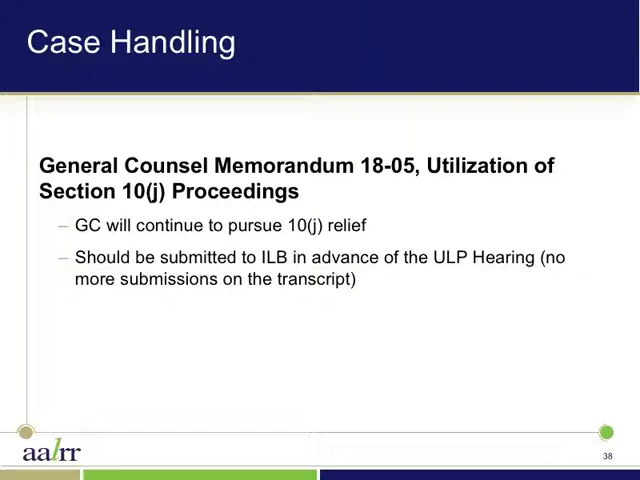 Case Handling
General Counsel Memorandum 18-05, Utilization of
Section 10(j) Proceedings
– GC will continue to pursue 10(j) relief
– Should be submitted to ILB in advance of the ULP Hearing (no
more submissions on the transcript)
aalrr
38